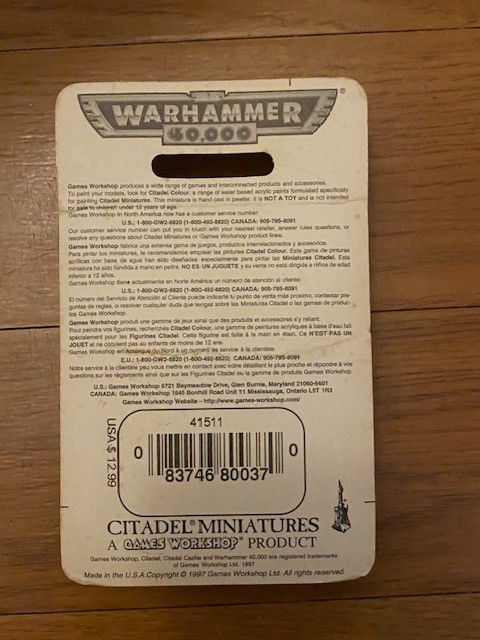 WARHAMMER®
40,000
Games Workshop produces a wide range of games and interconnected products and accessories.
To paint your models, look for Citadel Colour, a range of water based acrylic paints formulated specifically
for painting Citadel Miniatures. This miniature is hand cast in pewter. It is NOT A TOY and is not intended
for sale to children under 12 years of age.
Games Workshop in North America now has a customer service number:
U.S.: 1-800-GW2-8820 (1-800-492-8820) CANADA: 905-795-8091
Our customer service number can put you in touch with your nearest retailer, answer rules questions, or
resolve any questions about Citadel Miniatures or Games Workshop product lines.
Games Workshop fabrica una extensa gama de juegos, productos interrelacionados y accesorios.
Para pintar tus miniaturas, te recomendamos emplear las pinturas Citadel Colour. Esta gama de pinturas
acrílicas con base de agua han sido diseñadas especialmente para pintar las Miniaturas Citadel. Esta
miniatura ha sido fundida a mano en peltre. NO ES UN JUGUETE y su venta no está dirigida a niños de edad
inferior a 12 años.
Games Workshop tiene actualmente en Norte América un número de atención al cliente:
U.S.: 1-800-GW2-8820 (1-800-492-8820) CANADA: 905-795-8091
El número del Servicio de Atención al Cliente puede indicarte tu punto de venta más próximo, contestar pre-
guntas de reglas, o resolver cualquier duda que tengas sobre las Miniaturas Citadel o las gamas de produc-
tos Games Workshop.
Games Workshop produit une gamme de jeux ainsi que des produits et accessoires s'y reliant.
Pour peindre vos figurines, recherchés Citadel Colour, une gamme de peintures acryliques à base d'eau fait
spécialement pour les Figurines Citadel. Cette figurine est faite à la main en étain. Ce N'EST PAS UN
JOUET et ne convient pas au enfants de moins de 12 ans.
Games Workshop en Amérique du Nord à un numéro de service à la clientèle:
E.U.: 1-800-GW2-8820 (1-800-492-8820) CANADA: 905-795-8091
Notre service à la clientèle peu vous mettre en contact avec votre détaillant le plus proche et répondre à vos
questions sur les règlements ainsi que sur les Figurines Citadel ou la gamme de produits Games Workshop.
U.S.: Games Workshop 6721 Baymeadow Drive, Glen Burnie, Maryland 21060-6401
CANADA: Games Workshop 1645 Bonhill Road Unit 11 Mississauga, Ontario L5T 1R3
Games Workshop Website – http://www.games-workshop.com/
USA $ 12.99
41511
0 83746 80037 0
CITADEL® MINIATURES
A GAMES WORKSHOP® PRODUCT
Games Workshop, Citadel, Citadel Castle and Warhammer 40,000 are registered trademarks
of Games Workshop Ltd. 1997
Made in the U.S.A. Copyright © 1997 Games Workshop Ltd. All rights reserved.